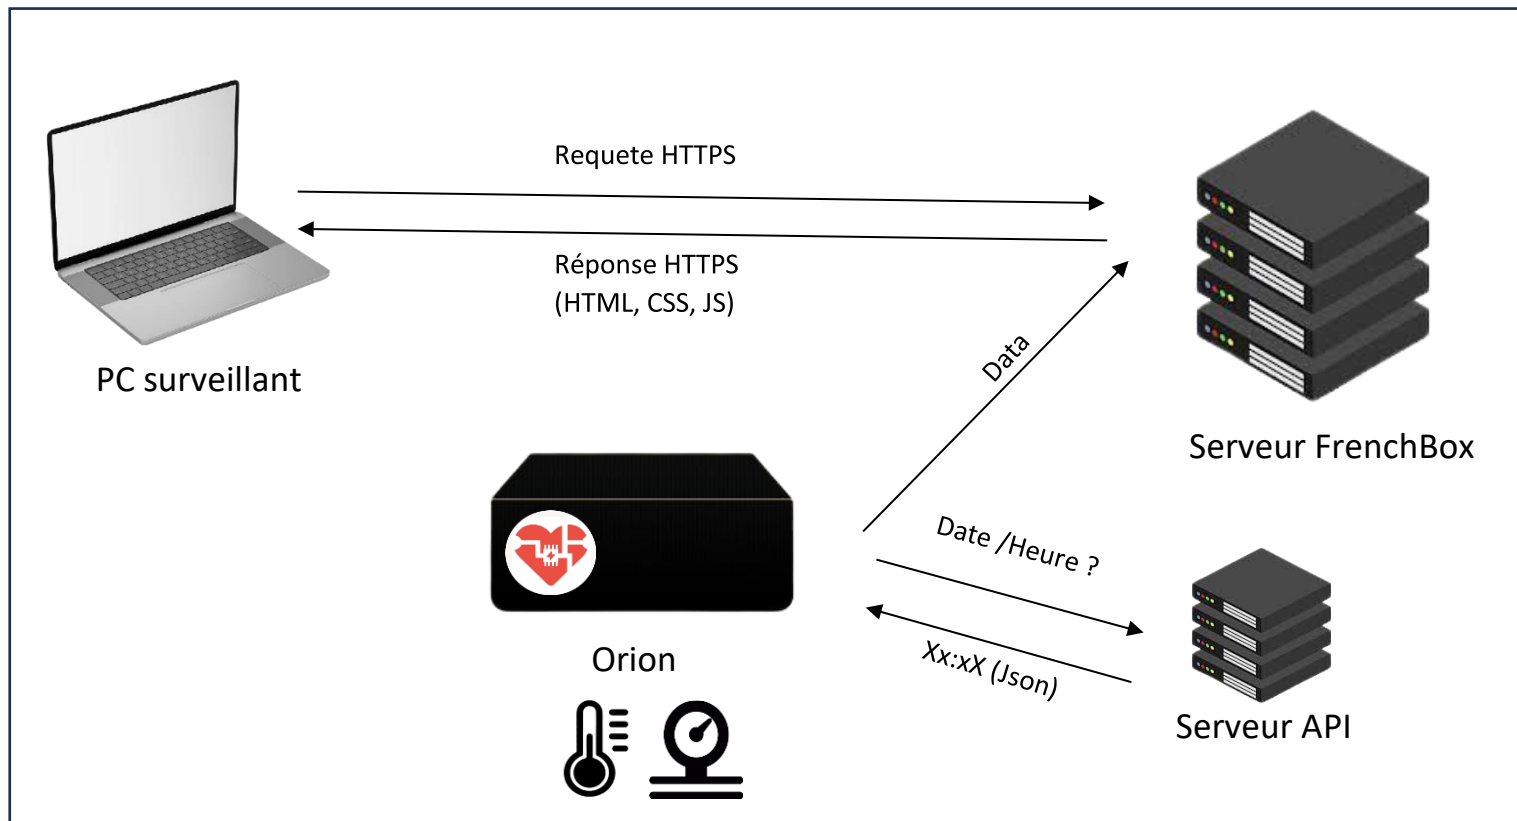 Requete HTTPS
Réponse HTTPS
(HTML, CSS, JS)
PC surveillant
Data
Serveur FrenchBox
Date /Heure ?
Xx:xX (Json)
Orion
Serveur API